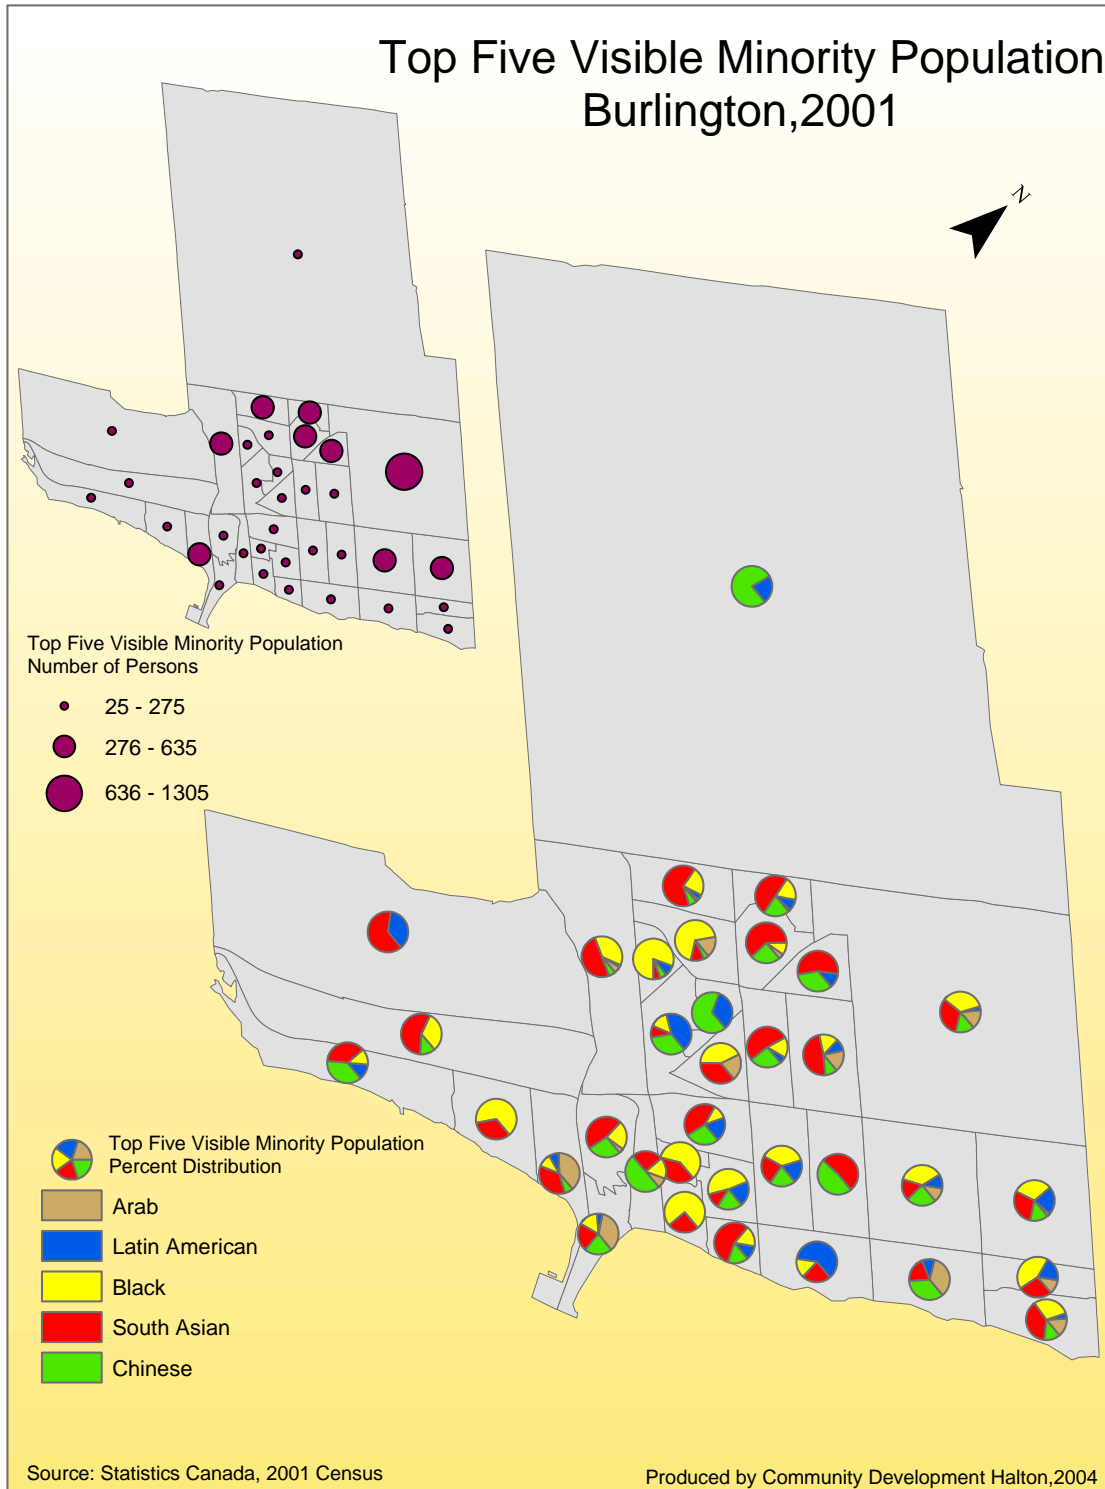 Top Five Visible Minority Population
Burlington,2001
N
Top Five Visible Minority Population
Number of Persons
25 - 275
276 - 635
636 - 1305
Top Five Visible Minority Population
Percent Distribution
Arab
Latin American
Black
South Asian
Chinese
Source: Statistics Canada, 2001 Census
Produced by Community Development Halton,2004